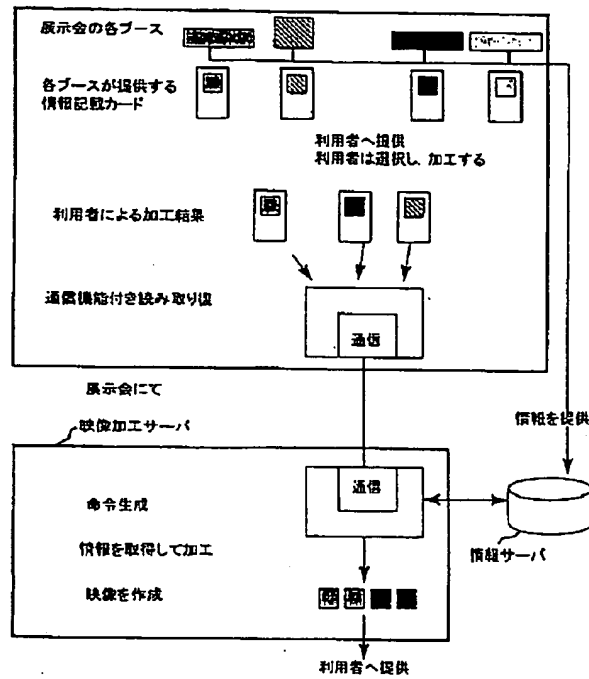 展示会の各ブース
各ブースが提供する
情報記載カード
利用者へ提供
利用者は選択し、加工する
利用者による加工結果
通信機能付き読み取り機
通信
展示会にて
映像加工サーバ
情報を提供
通信
命令生成
情報を取得して加工
情報サーバ
映像を作成
利用者へ提供